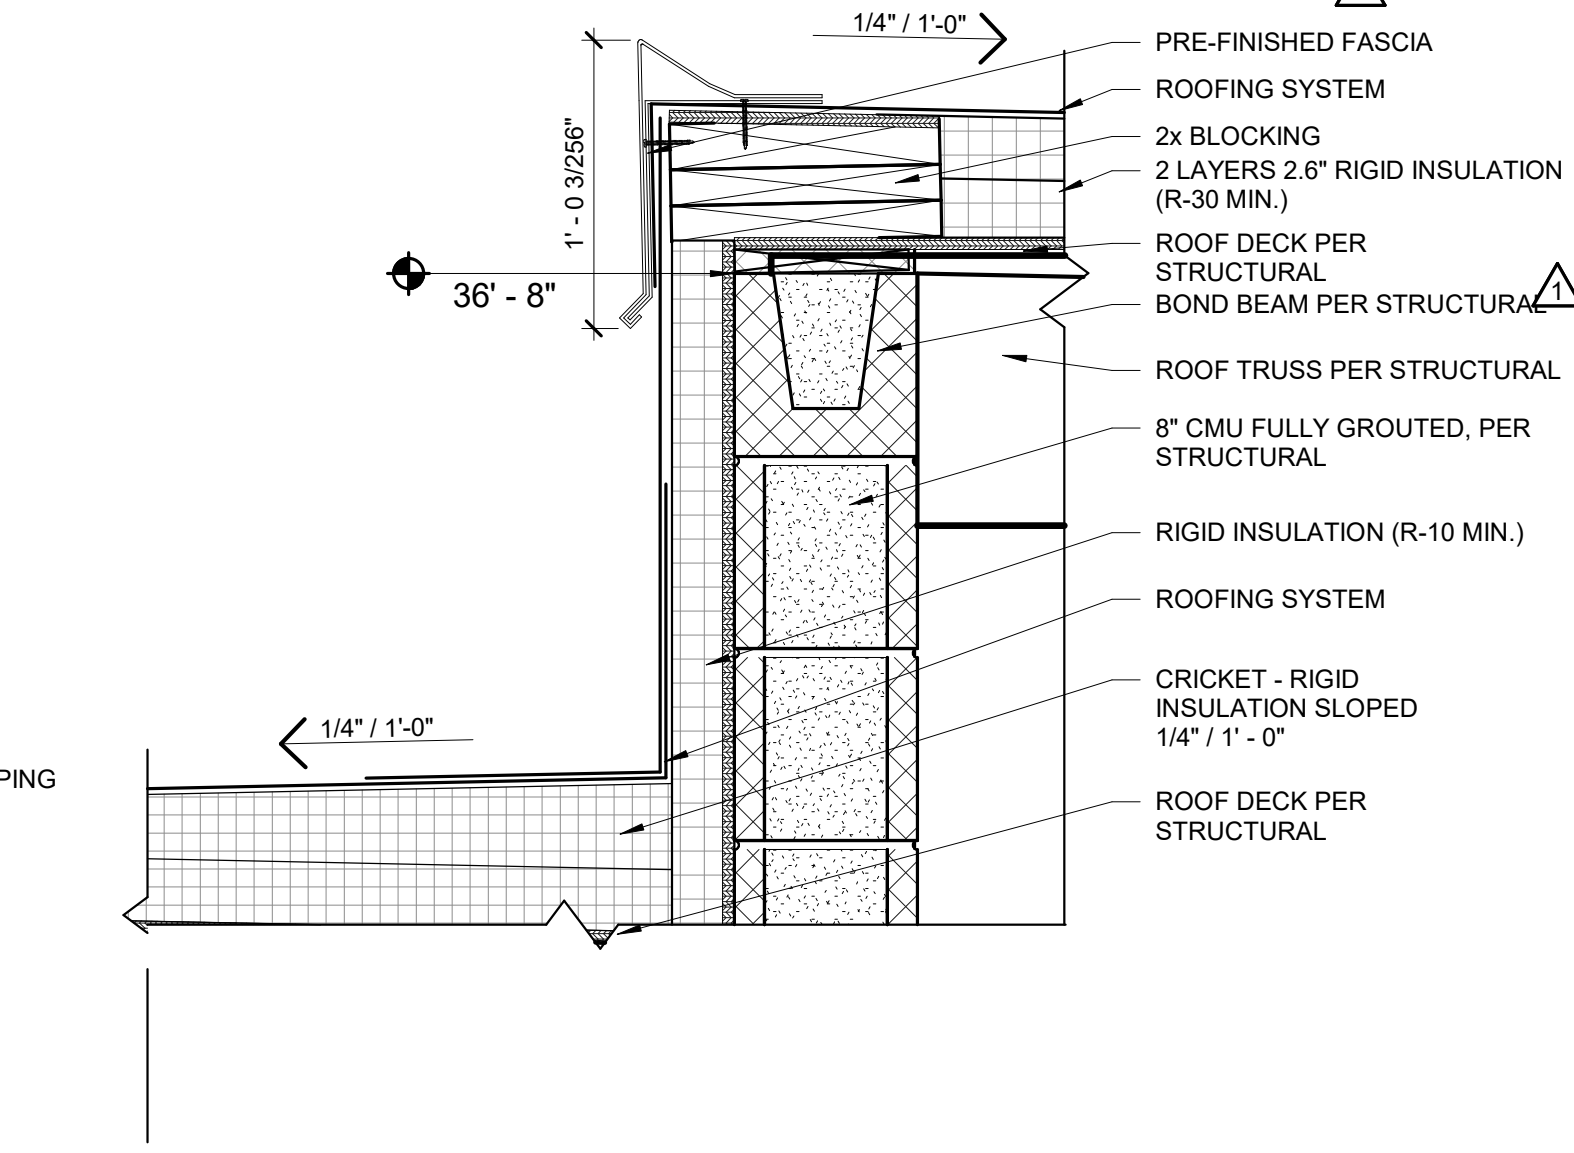 1/4" / 1'-0"
PRE-FINISHED FASCIA
ROOFING SYSTEM
2x BLOCKING
2 LAYERS 2.6" RIGID INSULATION
(R-30 MIN.)
1' - 0 3/256"
ROOF DECK PER
STRUCTURAL
36' - 8"
BOND BEAM PER STRUCTURAL
1
ROOF TRUSS PER STRUCTURAL
8" CMU FULLY GROUTED, PER
STRUCTURAL
RIGID INSULATION (R-10 MIN.)
ROOFING SYSTEM
CRICKET - RIGID
INSULATION SLOPED
1/4" / 1' - 0"
1/4" / 1'-0"
PING
ROOF DECK PER
STRUCTURAL